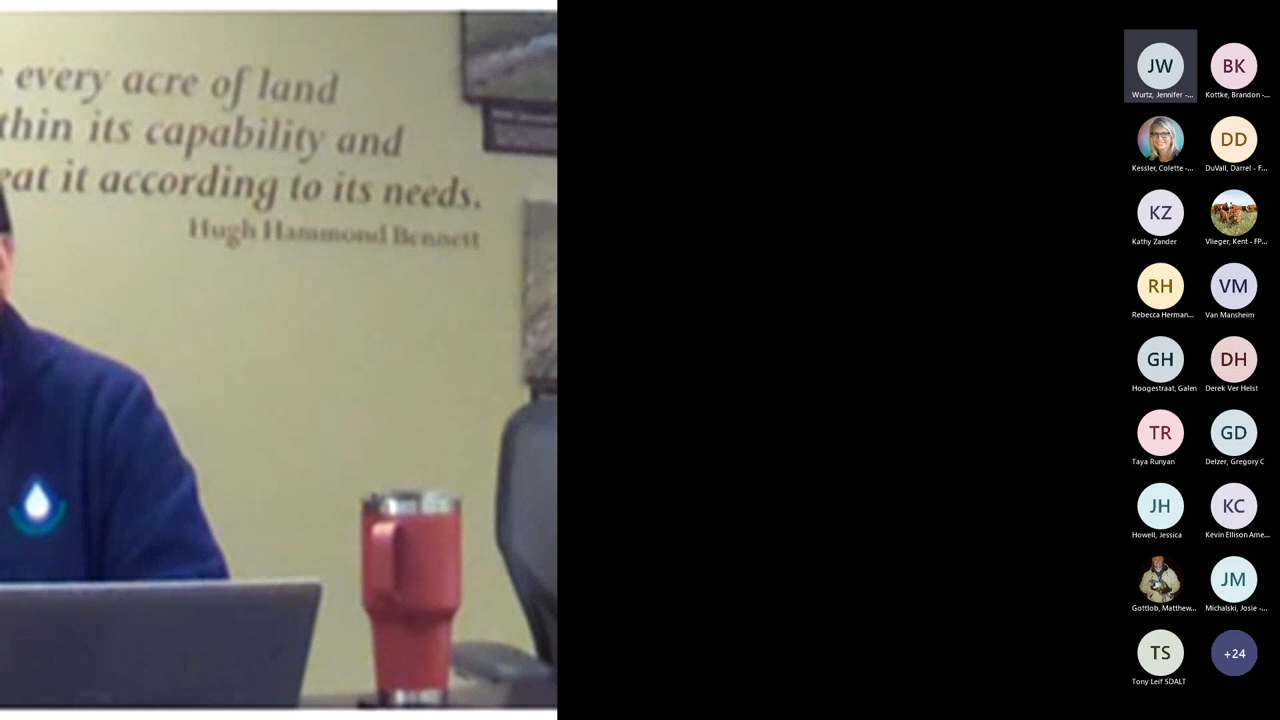 every acre of land
thin its capability and
eat it according to its needs.
Hugh Hammond Bennett
JW
Wurtz, Jennifer -...
BK
Kottke, Brandon -...
Kessler, Colette -...
DD
DuVall, Darrel - F...
KZ
Kathy Zander
Vlieger, Kent - FP...
RH
Rebecca Herman...
VM
Van Mansheim
GH
Hoogestraat, Galen
DH
Derek Ver Helst
TR
Taya Runyan
GD
Delzer, Gregory C
JH
Howell, Jessica
KC
Kevin Ellison Ame...
Gottlob, Matthew...
JM
Michalski, Josie -...
TS
Tony Leif SDALT
+24